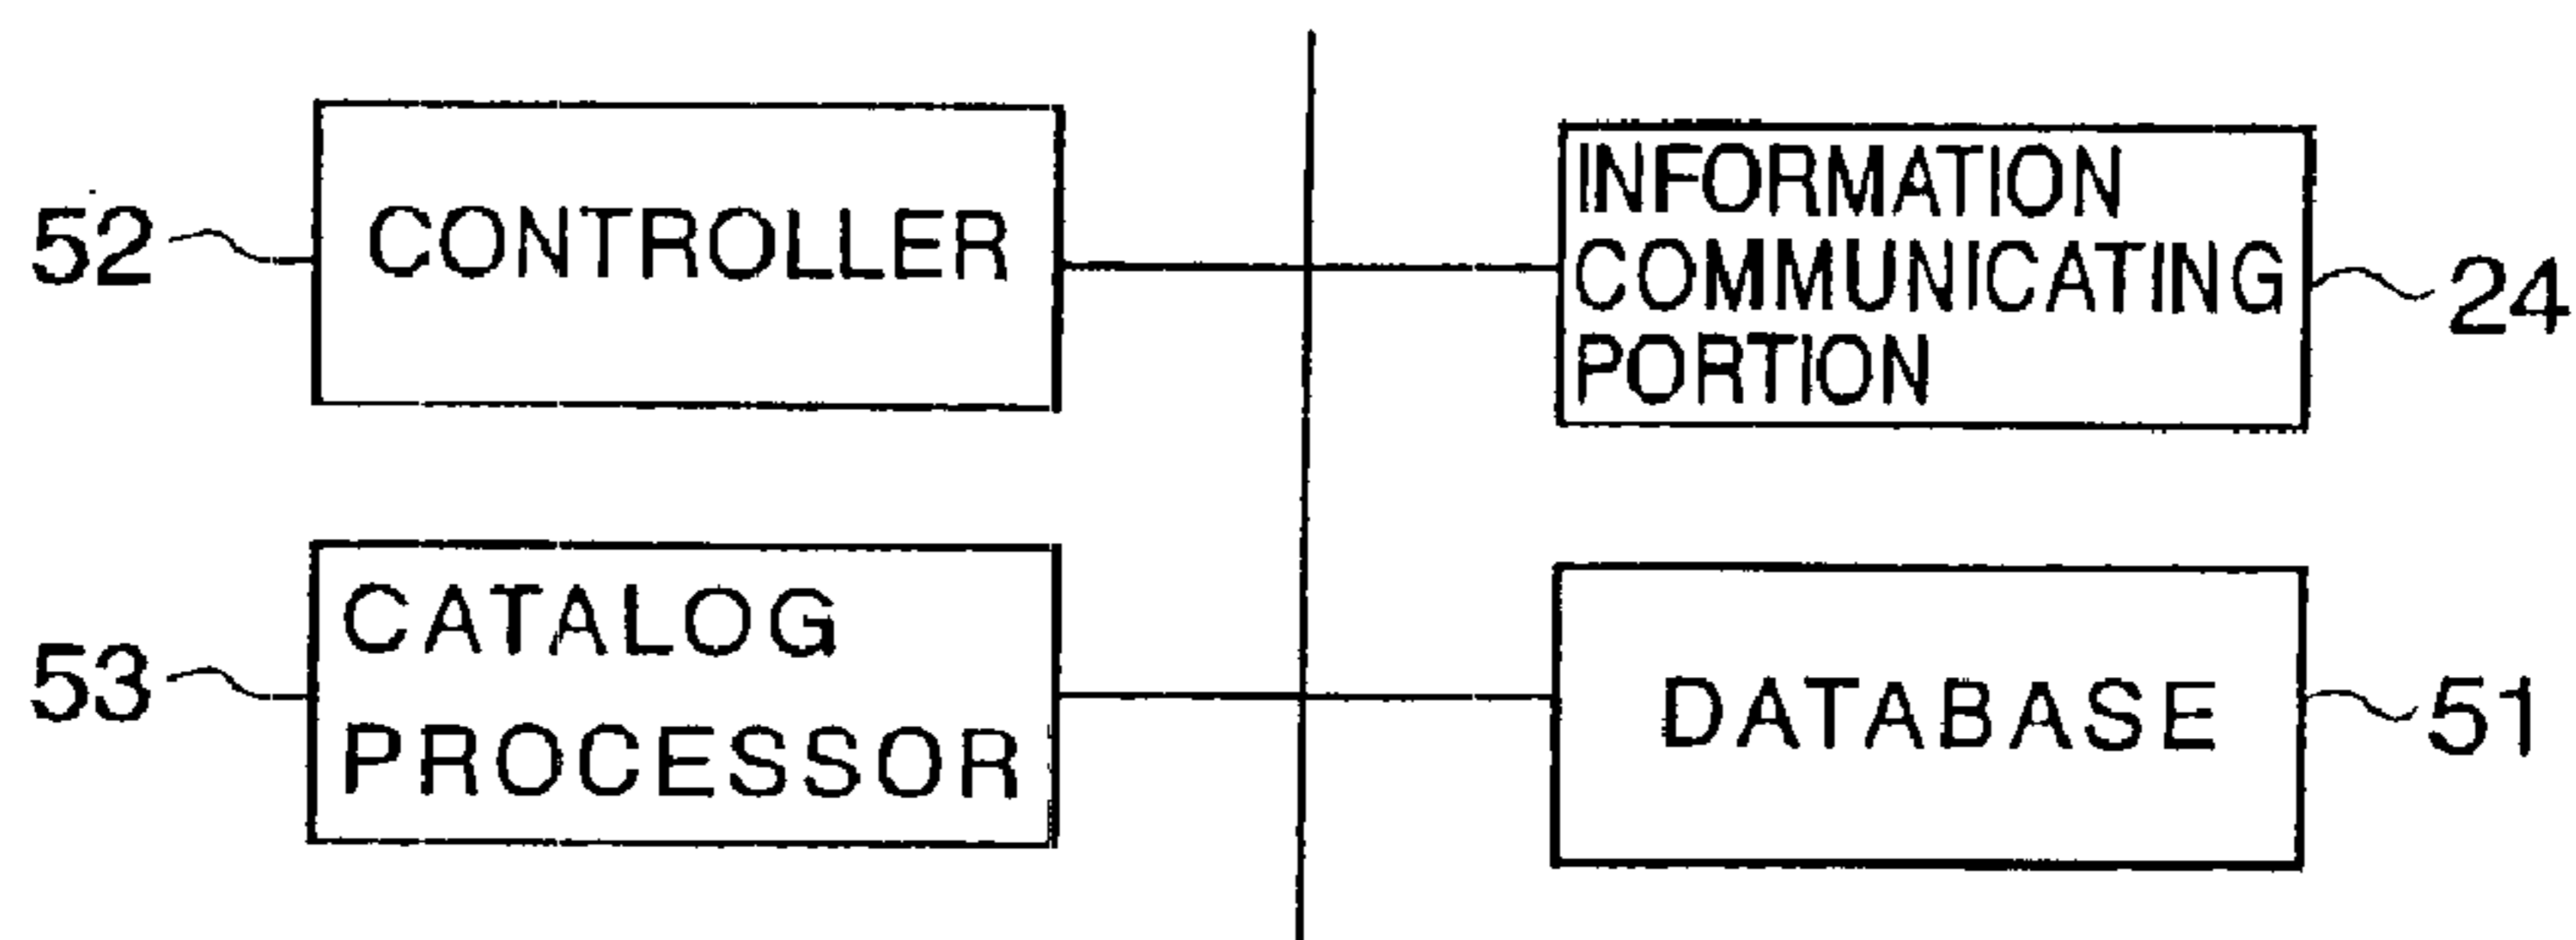 52
CONTROLLER
INFORMATION
COMMUNICATING
PORTION
24
53
CATALOG
PROCESSOR
DATABASE
51